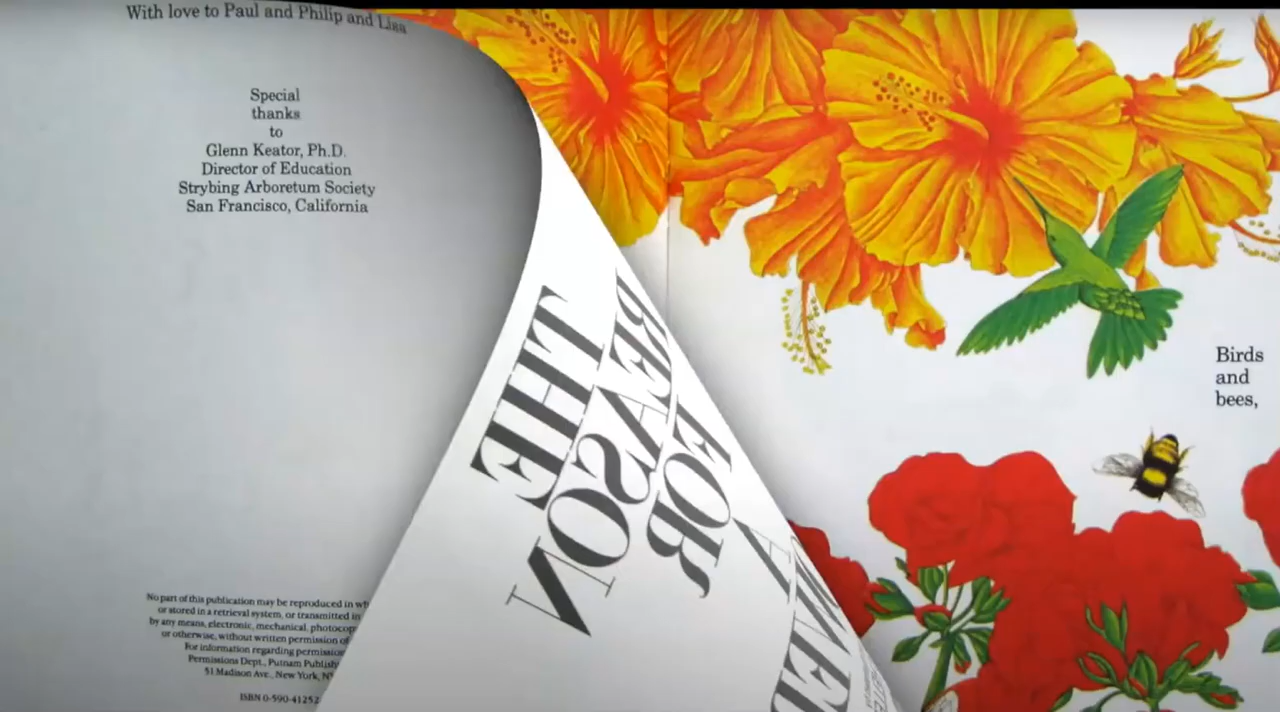 With love to Paul and Philip and Lisa
Special
thanks
to
Glenn Keator, Ph.D.
Director of Education
Strybing Arboretum Society
San Francisco, California
No part of this publication may be reproduced in
or stored in a retrieval system, or transmitted in
by any means, electronic, mechanical,
or otherwise, without written permission of
For information regarding
Permissions Dept., Putnam
51 Madison Ave., New York,
ISBN 0-590-41252
THE
REASON
FOR
A
Birds
and
bees,